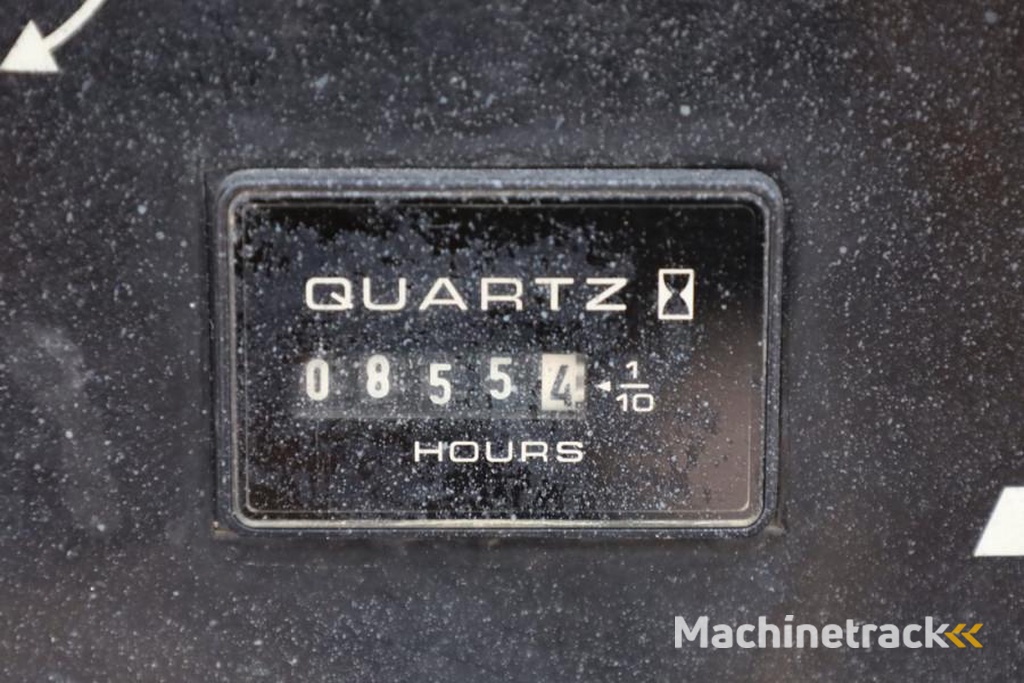 QUARTZ
0 8 5 5 4 1/10
HOURS
Machinetrack